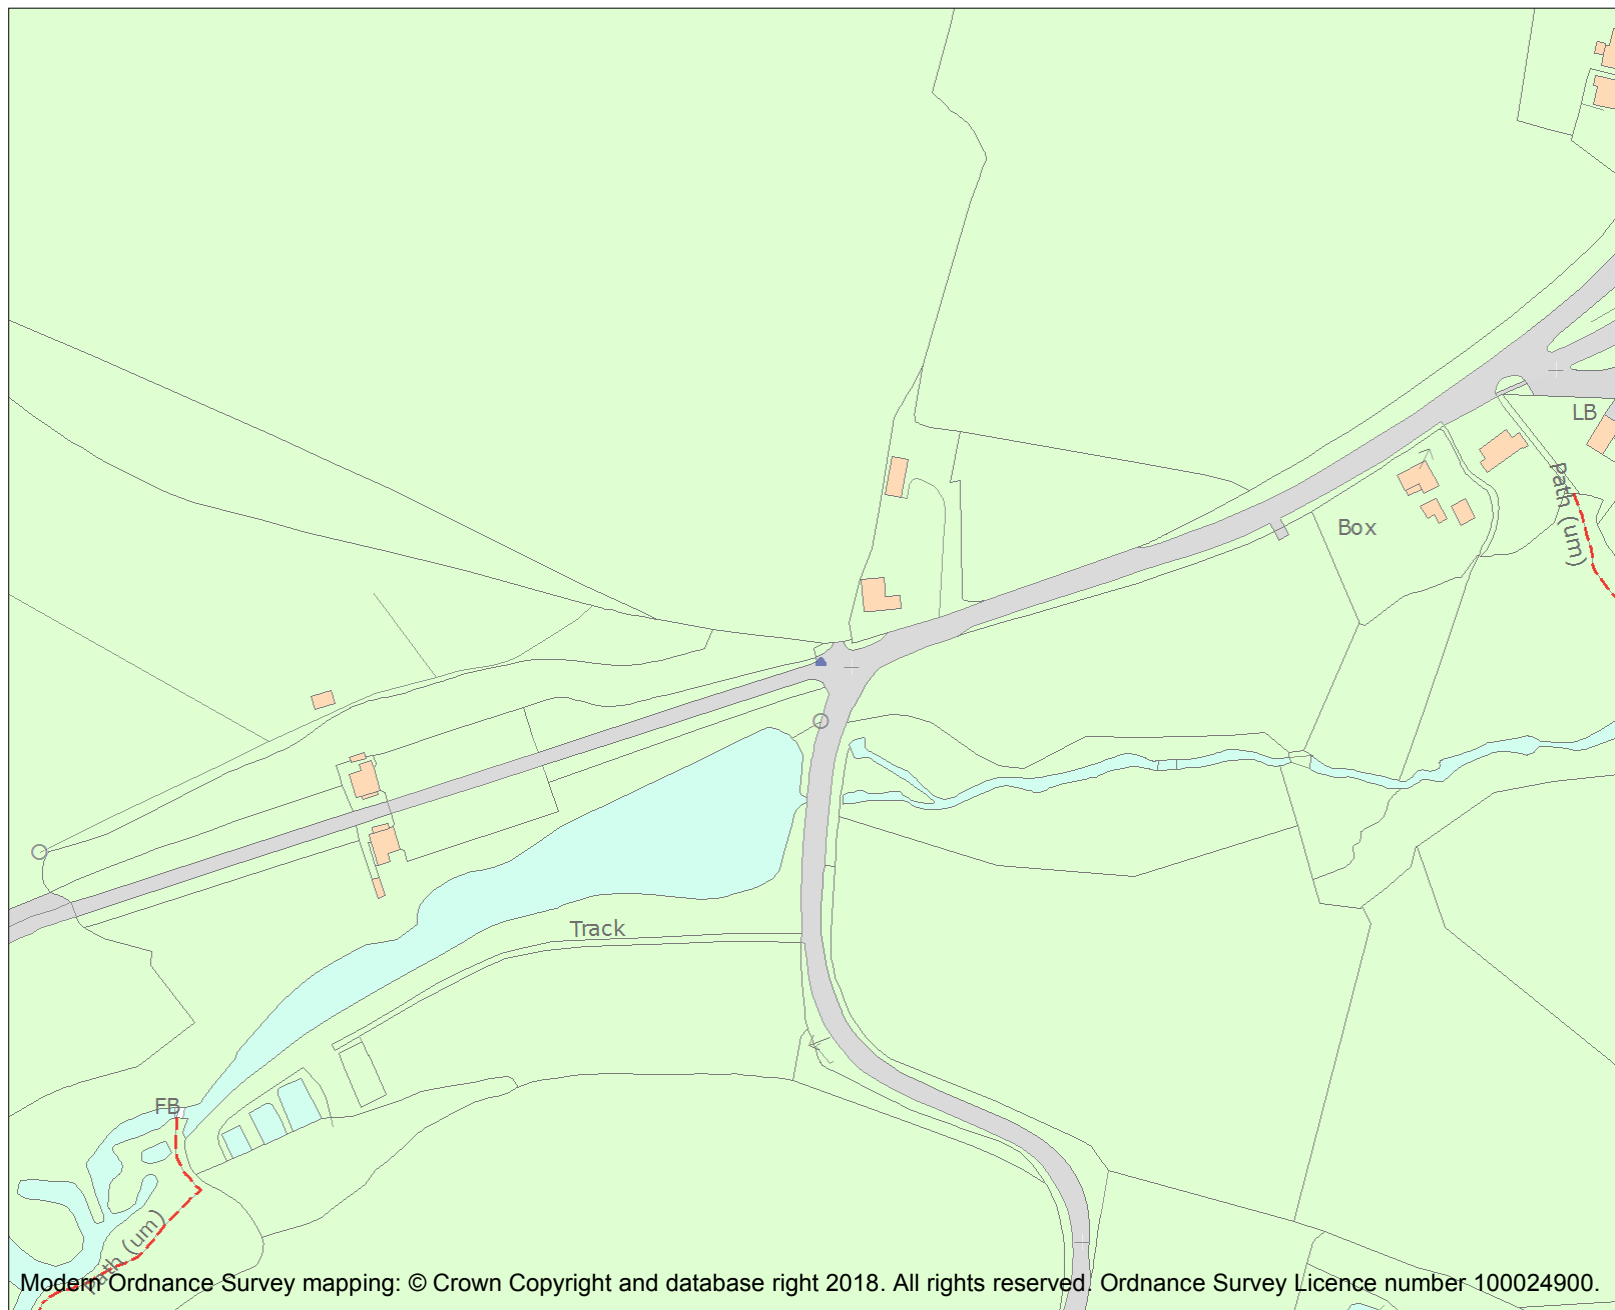 LB
Path (um)
Box
Track
FB
Path (um)
Modern Ordnance Survey mapping: © Crown Copyright and database right 2018. All rights reserved. Ordnance Survey Licence number 100024900.